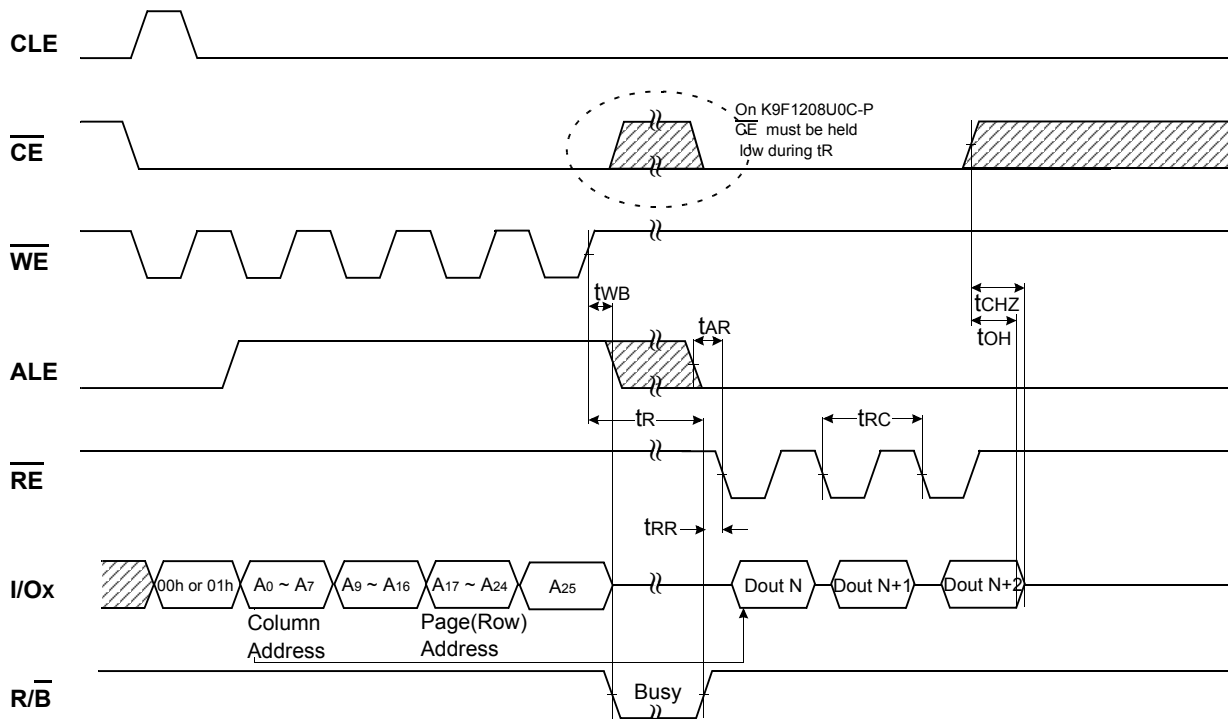 CLE
On K9F1208U0C-P
CE must be held
low during tR
CE
WE
tWB
tCHZ
tAR
tOH
ALE
tR
tRC
RE
tRR
I/Ox
00h or 01h
A0 ~ A7
A9 ~ A16
A17 ~ A24
A25
Dout N
Dout N+1
Dout N+2
Column
Address
Page(Row)
Address
R/B
Busy